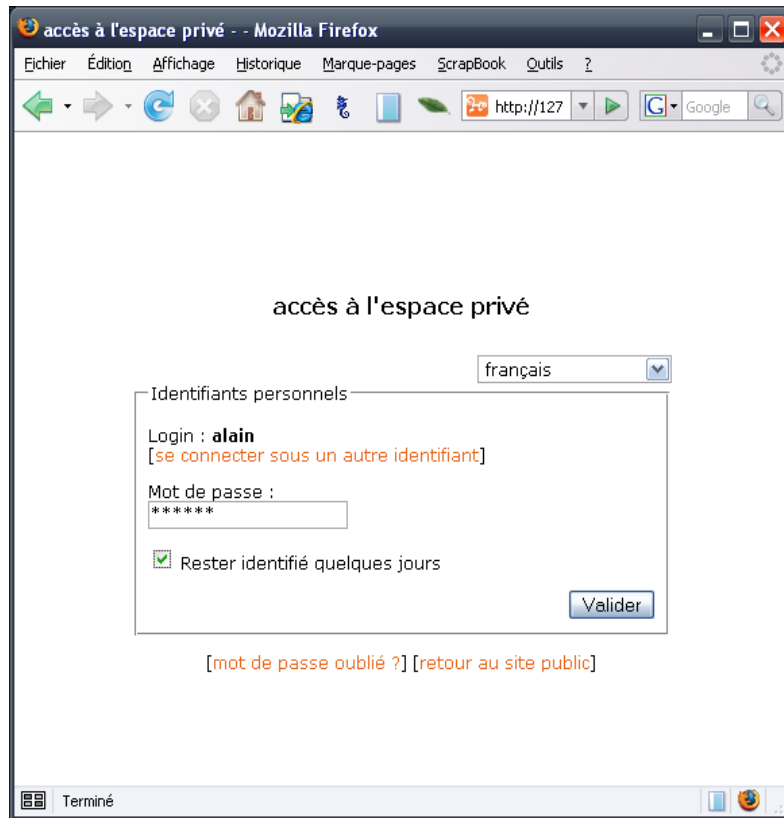 accès à l'espace privé - - Mozilla Firefox
Fichier Édition Affichage Historique Marque-pages ScrapBook Outils ?
http://127 G Google
accès à l'espace privé
français
Identifiants personnels
Login : alain
[se connecter sous un autre identifiant]
Mot de passe :
******
Rester identifié quelques jours
Valider
[mot de passe oublié ?] [retour au site public]
Terminé